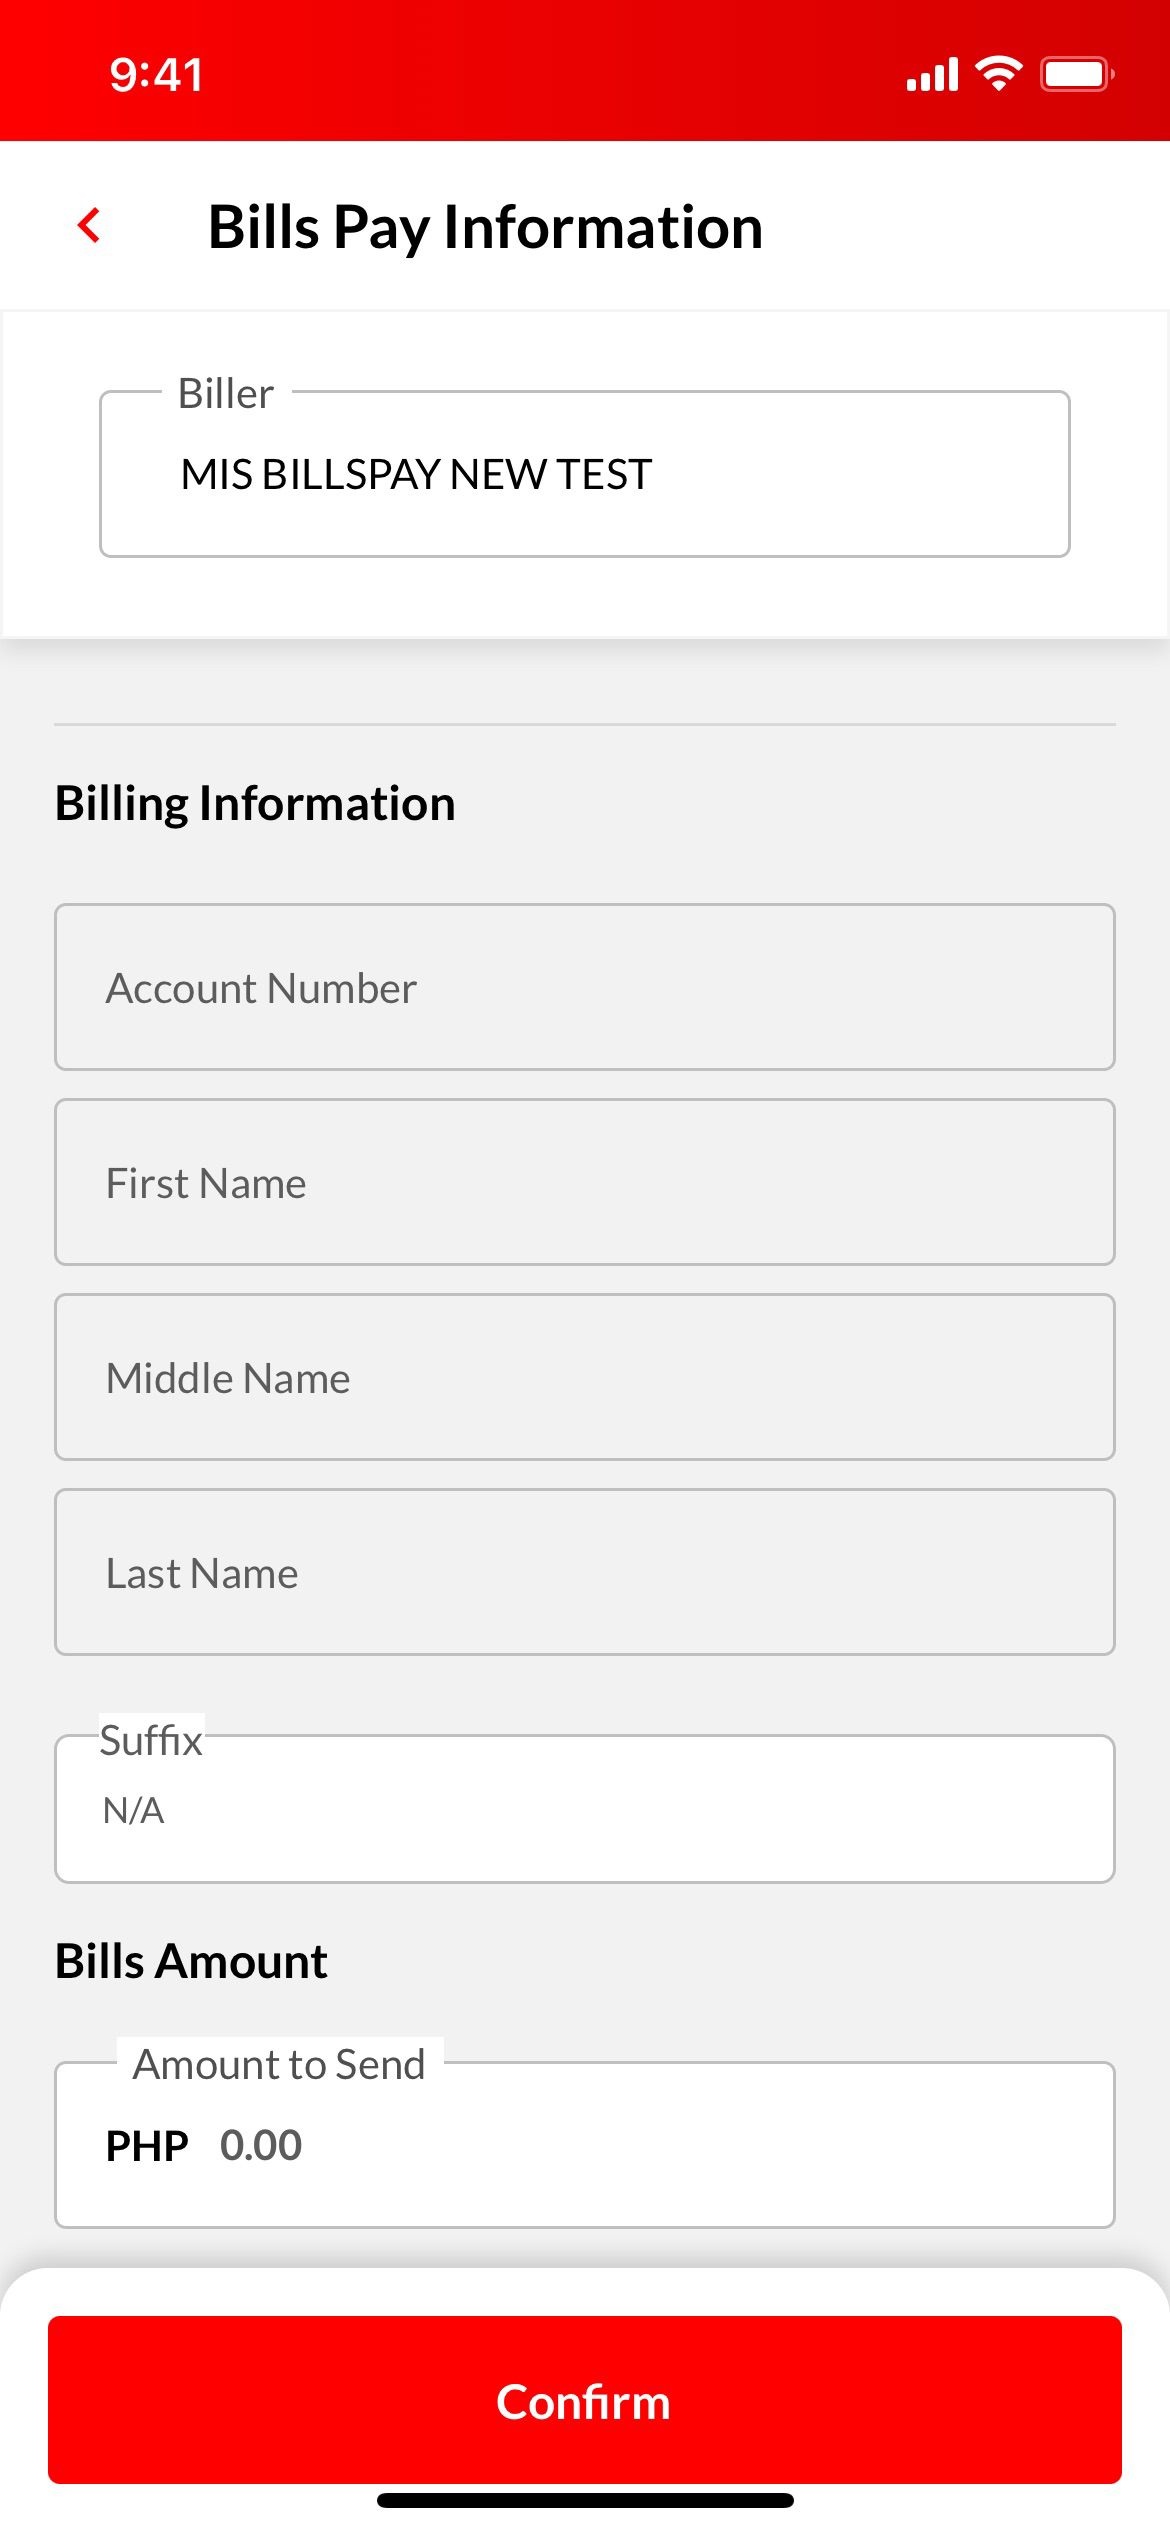 9:41
Bills Pay Information
Biller
MIS BILLSPAY NEW TEST
Billing Information
Account Number
First Name
Middle Name
Last Name
Suffix
N/A
Bills Amount
Amount to Send
PHP 0.00
Confirm